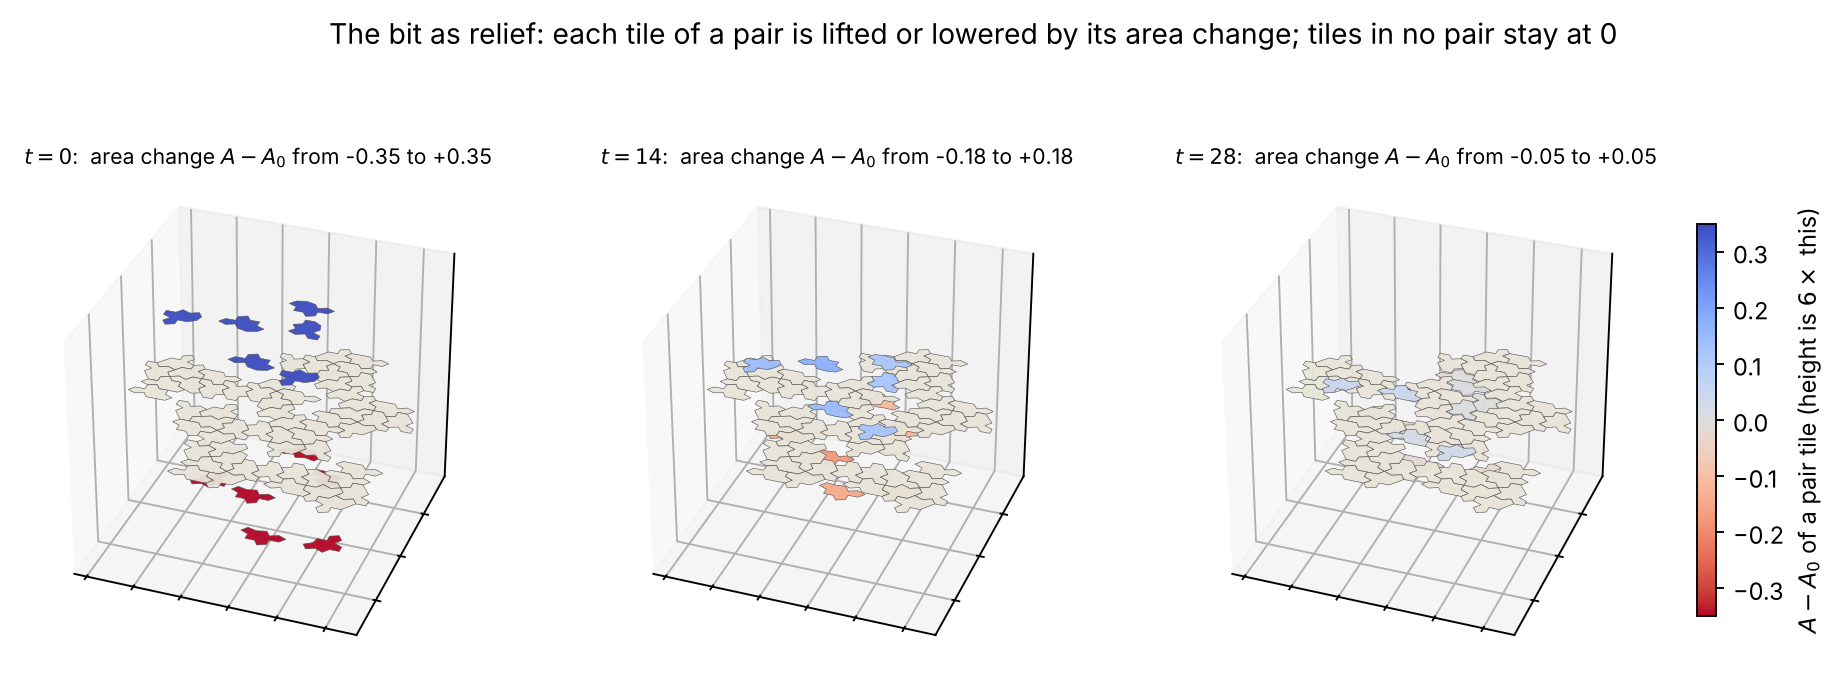 The bit as relief: each tile of a pair is lifted or lowered by its area change; tiles in no pair stay at 0
t = 0: area change A − A₀ from -0.35 to +0.35
t = 14: area change A − A₀ from -0.18 to +0.18
t = 28: area change A − A₀ from -0.05 to +0.05
0.3
0.2
0.1
0.0
−0.1
−0.2
−0.3
A − A₀ of a pair tile (height is 6 × this)